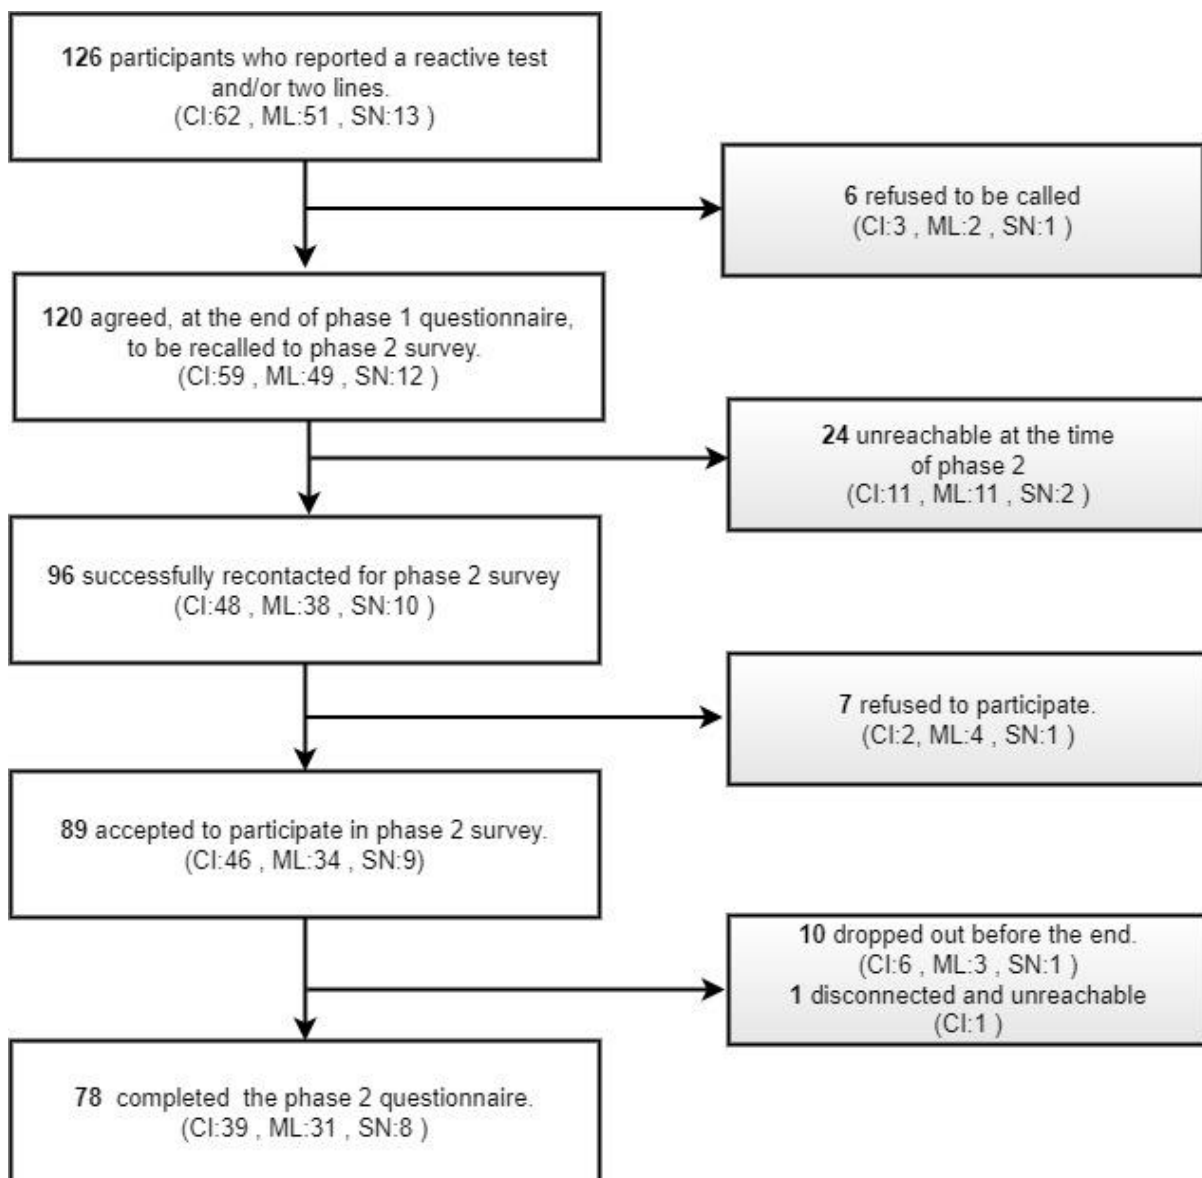 126 participants who reported a reactive test
and/or two lines.
(CI:62 , ML:51 , SN:13 )
6 refused to be called
(CI:3 , ML:2 , SN:1 )
120 agreed, at the end of phase 1 questionnaire,
to be recalled to phase 2 survey.
(CI:59 , ML:49 , SN:12 )
24 unreachable at the time
of phase 2
(CI:11 , ML:11 , SN:2 )
96 successfully recontacted for phase 2 survey
(CI:48 , ML:38 , SN:10 )
7 refused to participate.
(CI:2, ML:4 , SN:1 )
89 accepted to participate in phase 2 survey.
(CI:46 , ML:34 , SN:9)
10 dropped out before the end.
(CI:6 , ML:3 , SN:1 )
1 disconnected and unreachable
(CI:1 )
78 completed the phase 2 questionnaire.
(CI:39 , ML:31 , SN:8 )